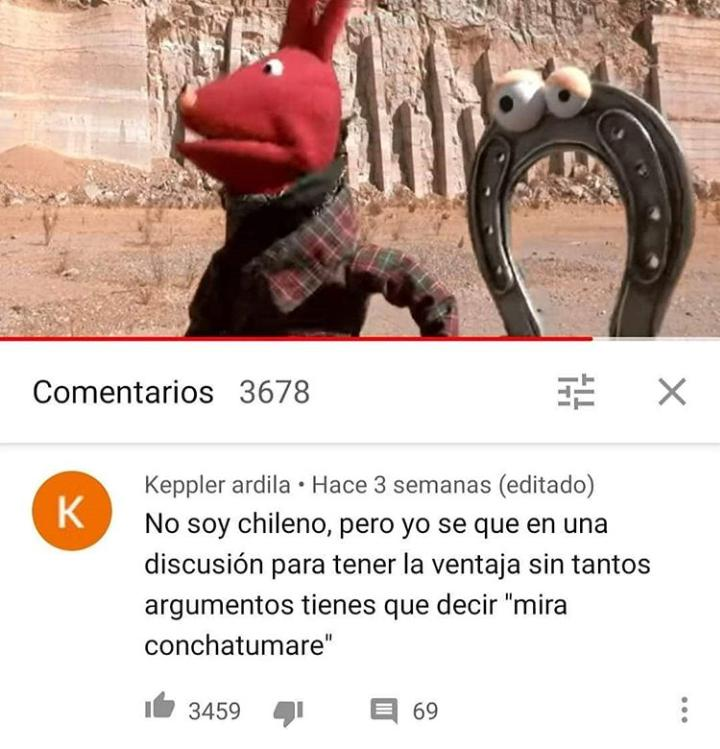 Comentarios 3678
K
Keppler ardila • Hace 3 semanas (editado)
No soy chileno, pero yo se que en una
discusión para tener la ventaja sin tantos
argumentos tienes que decir "mira
conchatumare"
3459 69